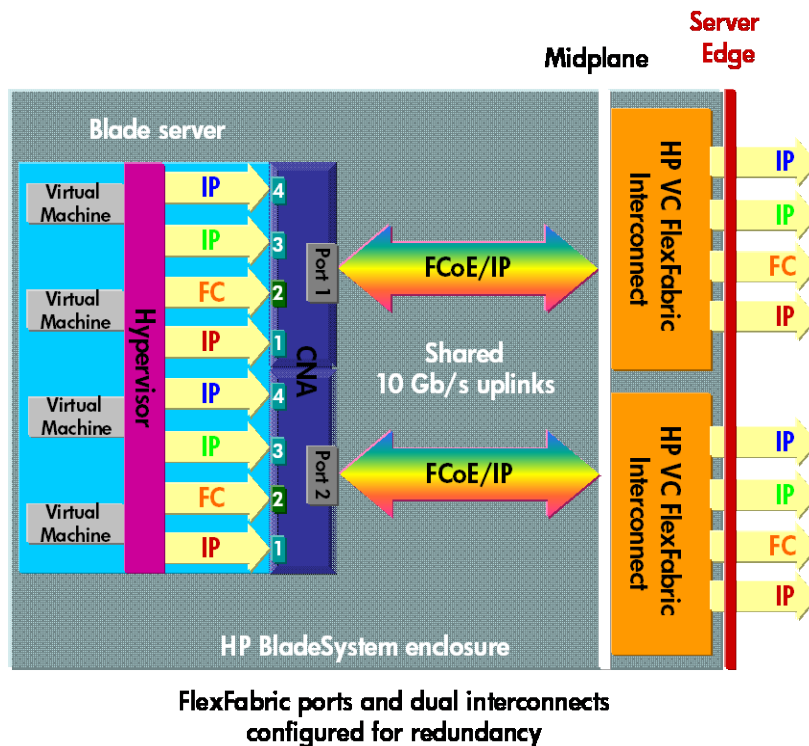 Server
Edge
Midplane
Blade server
Virtual
Machine
Virtual
Machine
Virtual
Machine
Virtual
Machine
Hypervisor
IP
IP
FC
IP
IP
IP
FC
IP
4
3
2
1
4
3
2
1
CNA
Port 1
Port 2
FCoE/IP
Shared
10 Gb/s uplinks
FCoE/IP
HP VC FlexFabric
Interconnect
HP VC FlexFabric
Interconnect
IP
IP
FC
IP
IP
IP
FC
IP
HP BladeSystem enclosure
FlexFabric ports and dual interconnects
configured for redundancy